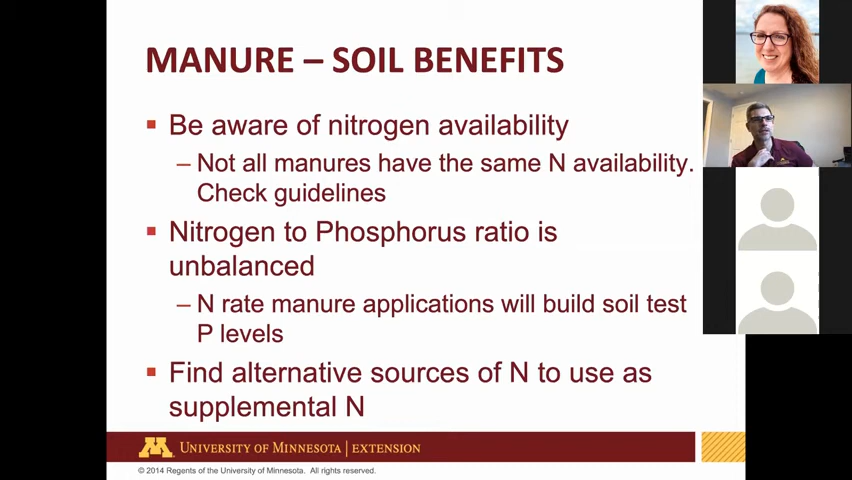 MANURE – SOIL BENEFITS
▪ Be aware of nitrogen availability
– Not all manures have the same N availability.
Check guidelines
▪ Nitrogen to Phosphorus ratio is
unbalanced
– N rate manure applications will build soil test
P levels
▪ Find alternative sources of N to use as
supplemental N
UNIVERSITY OF MINNESOTA | EXTENSION
© 2014 Regents of the University of Minnesota. All rights reserved.